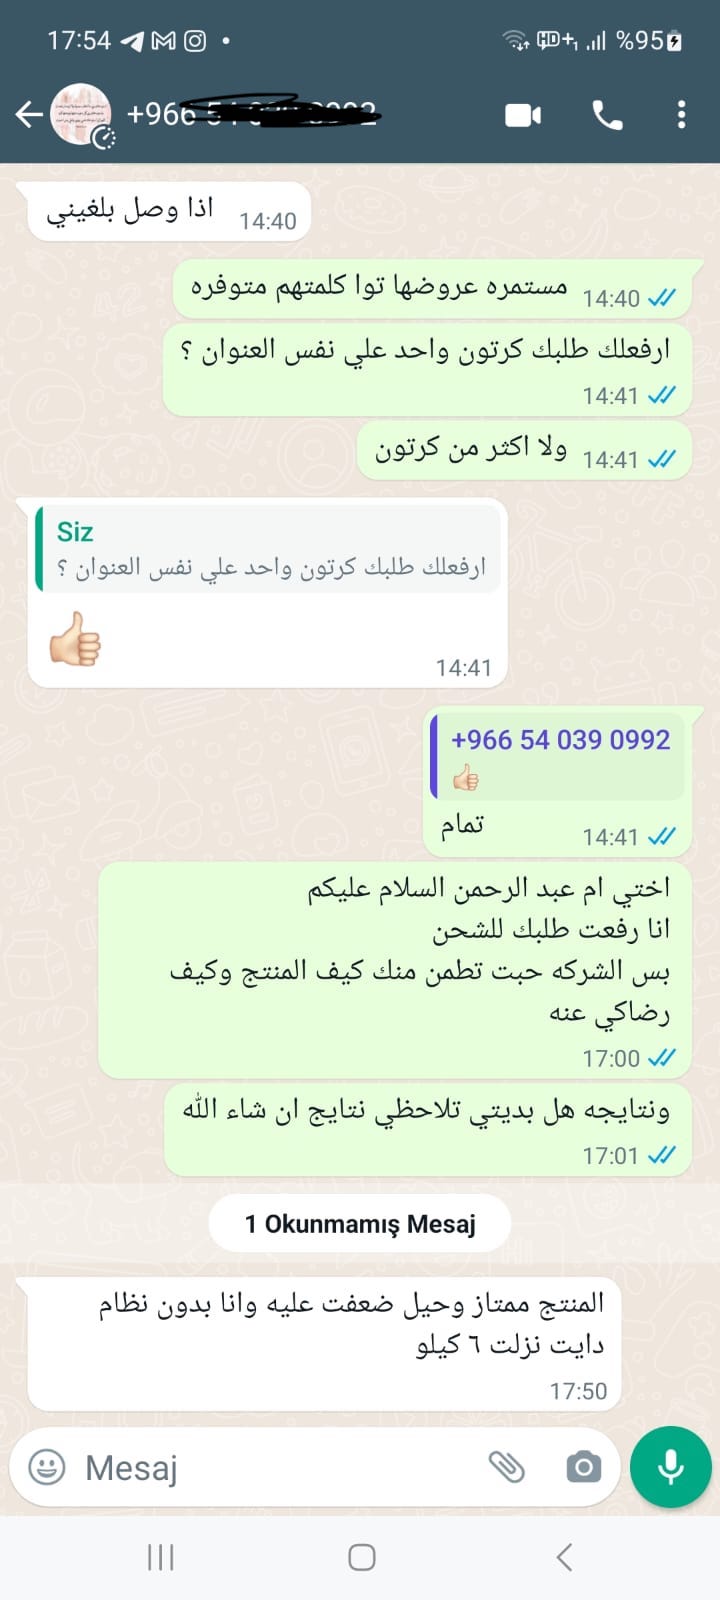 17:54
%95
+966
اذا وصل بلغيني
14:40
مستمره عروضها توا كلمتهم متوفره
14:40
ارفعلك طلبك كرتون واحد علي نفس العنوان ؟
14:41
ولا اكثر من كرتون
14:41
Siz
ارفعلك طلبك كرتون واحد علي نفس العنوان ؟
14:41
+966 54 039 0992
تمام
14:41
اختي ام عبد الرحمن السلام عليكم
انا رفعت طلبك للشحن
بس الشركه حبت تطمن منك كيف المنتج وكيف
رضاكي عنه
17:00
ونتايجه هل بديتي تلاحظي نتايج ان شاء الله
17:01
1 Okunmamış Mesaj
المنتج ممتاز وحيل ضعفت عليه وانا بدون نظام
دايت نزلت ٦ كيلو
17:50
Mesaj